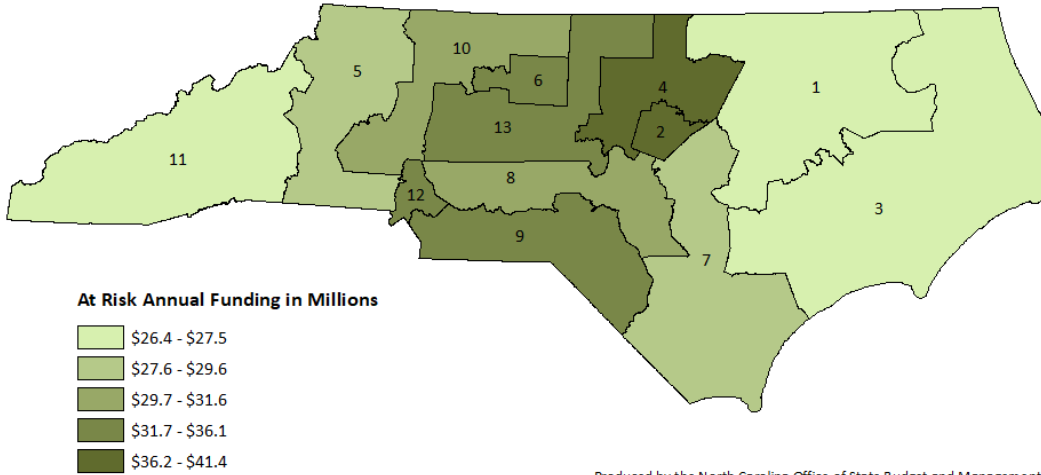 10
5
6
4
1
13
2
11
8
12
3
9
7
At Risk Annual Funding in Millions
$26.4 - $27.5
$27.6 - $29.6
$29.7 - $31.6
$31.7 - $36.1
$36.2 - $41.4
Produced by the North Carolina Office of State Budget and Management